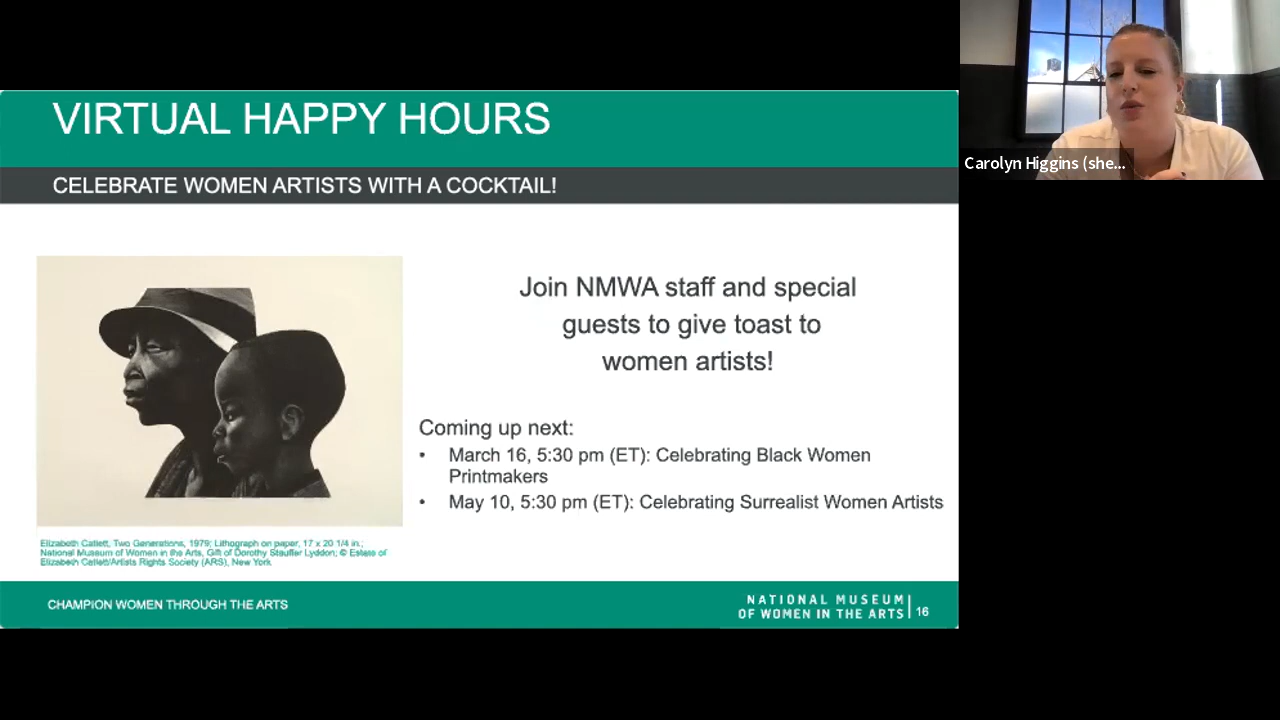 VIRTUAL HAPPY HOURS
CELEBRATE WOMEN ARTISTS WITH A COCKTAIL!
Carolyn Higgins (she...
Join NMWA staff and special
guests to give toast to
women artists!
Coming up next:
• March 16, 5:30 pm (ET): Celebrating Black Women
Printmakers
• May 10, 5:30 pm (ET): Celebrating Surrealist Women Artists
Elizabeth Catlett, Two Generations, 1979; Lithograph on paper, 17 x 20 1/4 in.;
National Museum of Women in the Arts, Gift of Dorothy Stauffer Lyddon; © Estate of
Elizabeth Catlett/Artists Rights Society (ARS), New York
CHAMPION WOMEN THROUGH THE ARTS
NATIONAL MUSEUM
OF WOMEN IN THE ARTS
16